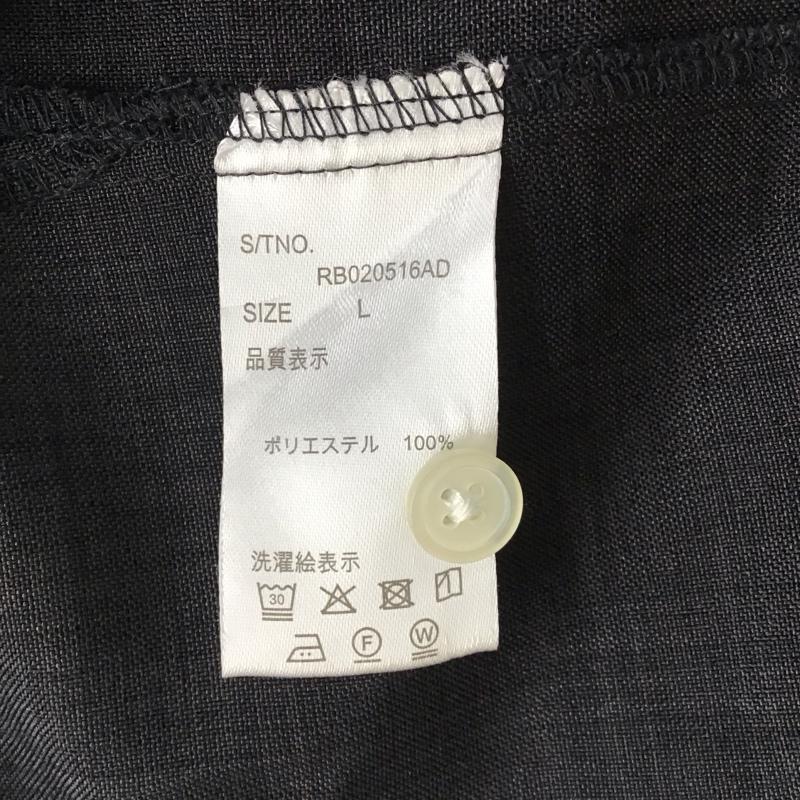 S/TNO.
RB020516AD
SIZE L
品質表示
ポリエステル 100%
洗濯絵表示
30
F W